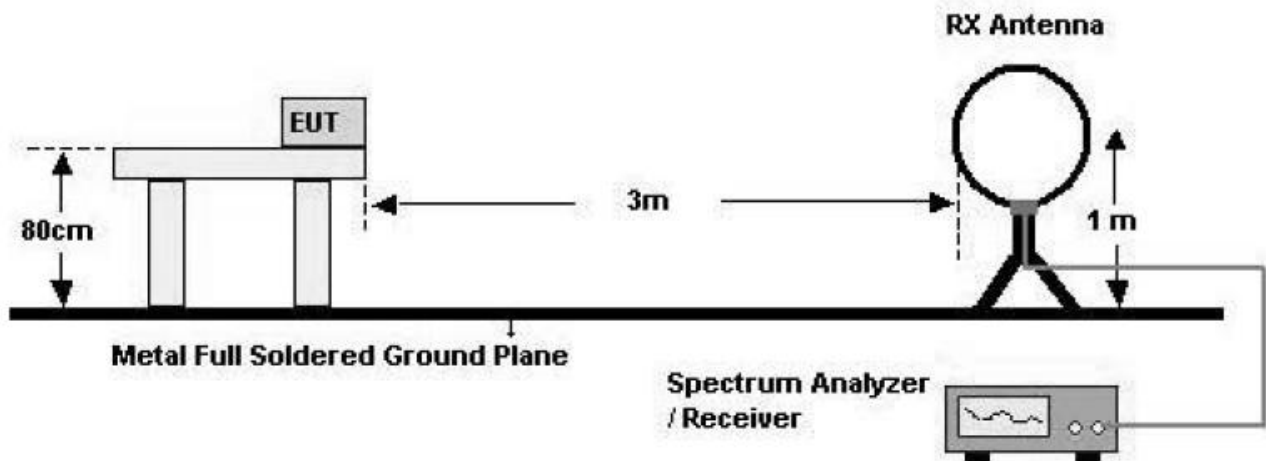 RX Antenna
EUT
80cm
3m
1 m
Metal Full Soldered Ground Plane
Spectrum Analyzer
/ Receiver